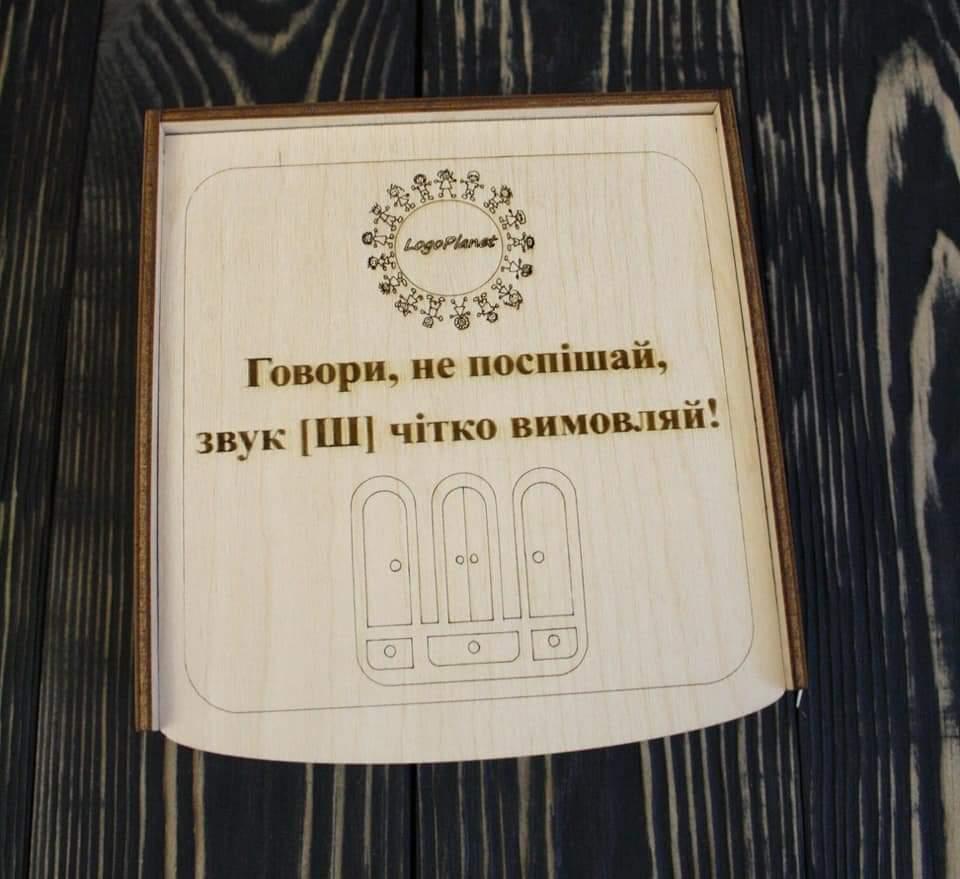 LogoPlanet
Говори, не поспішай,
звук [Ш] чітко вимовляй!